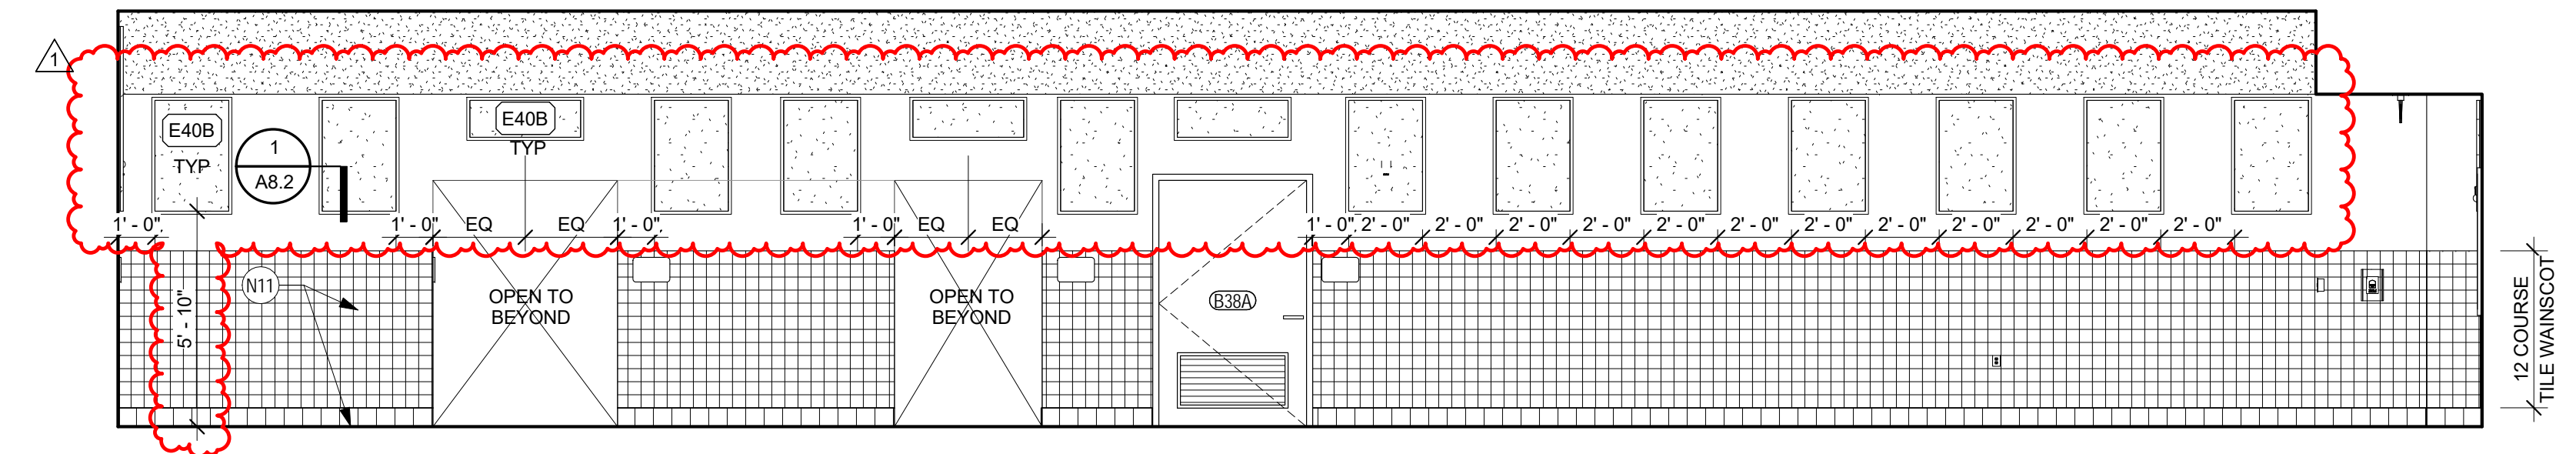 1
E40B
TYP
1
A8.2
E40B
TYP
1' - 0"
1' - 0"
EQ
EQ
1' - 0"
1' - 0"
EQ
EQ
1' - 0"
2' - 0"
2' - 0"
2' - 0"
2' - 0"
2' - 0"
2' - 0"
2' - 0"
2' - 0"
2' - 0"
2' - 0"
2' - 0"
2' - 0"
5' - 10"
N11
OPEN TO
BEYOND
OPEN TO
BEYOND
B38A
12 COURSE
TILE WAINSCOT